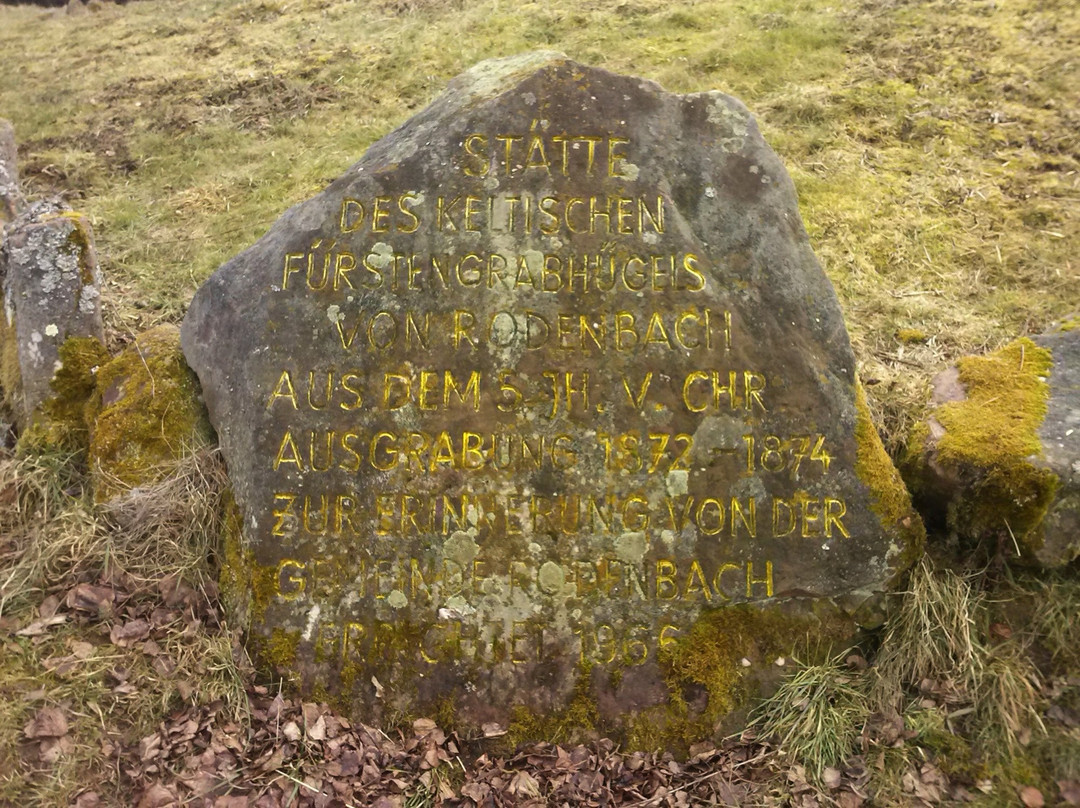 STÄTTE
DES KELTISCHEN
FÜRSTENGRABHÜGELS
VON RODENBACH
AUS DEM 5. JH. V. CHR
AUSGRABUNG 1872 - 1874
ZUR ERINNERUNG VON DER
GEMEINDE RODENBACH
ERRICHTET 1966